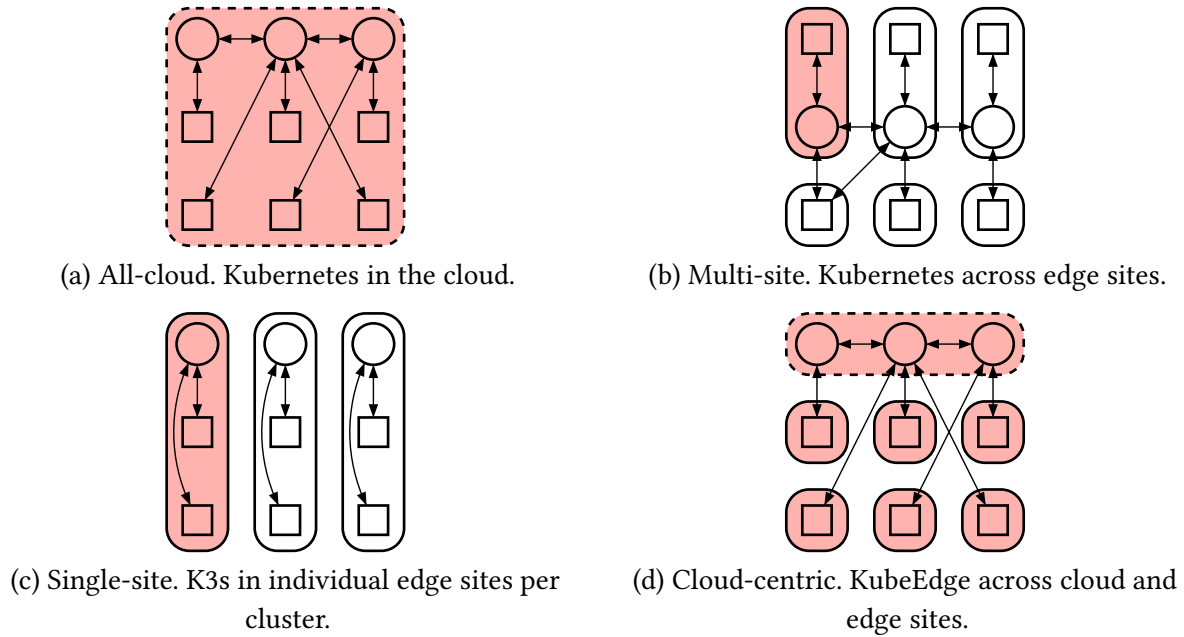 (a) All-cloud. Kubernetes in the cloud.
(b) Multi-site. Kubernetes across edge sites.
(c) Single-site. K3s in individual edge sites per
cluster.
(d) Cloud-centric. KubeEdge across cloud and
edge sites.